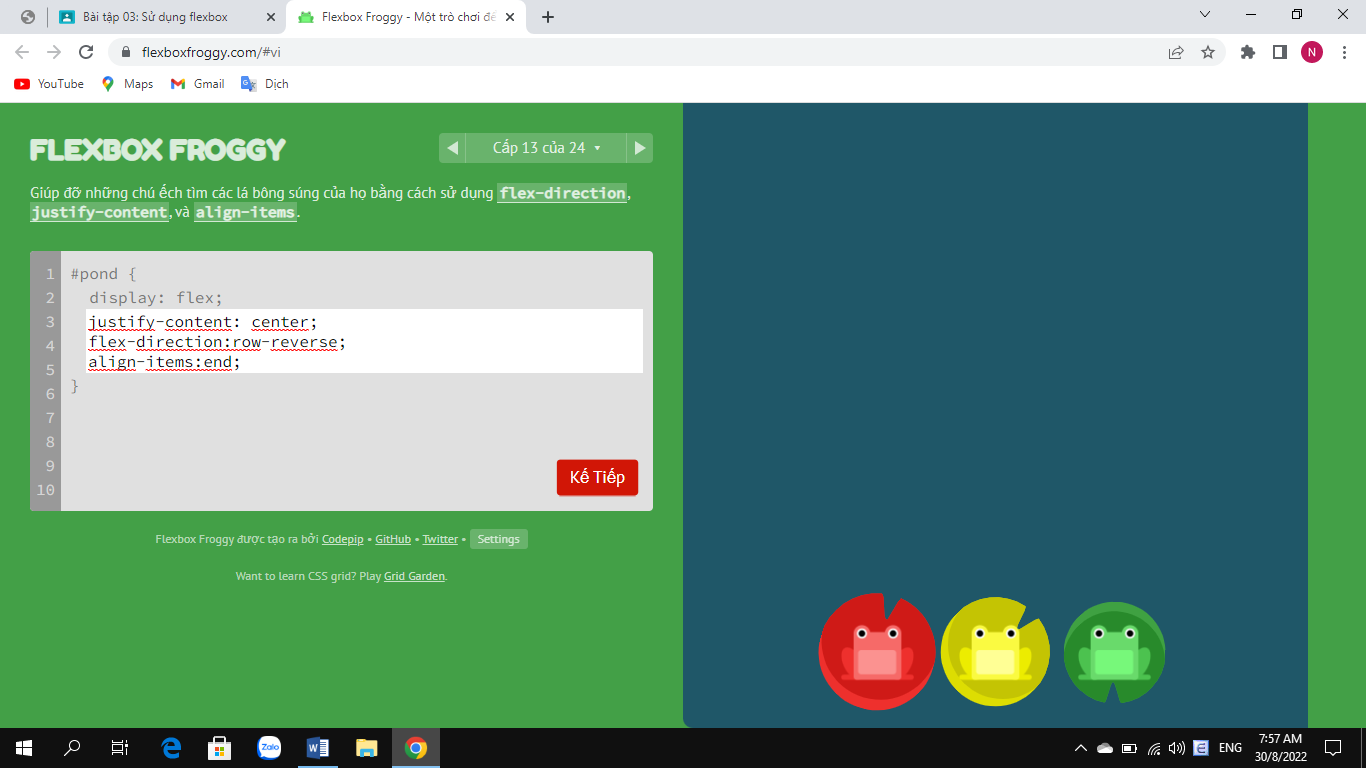 Bài tập 03: Sử dụng flexbox
Flexbox Froggy - Một trò chơi để
flexboxfroggy.com/#vi
N
YouTube
Maps
Gmail
Dịch
FLEXBOX FROGGY
Cấp 13 của 24
Giúp đỡ những chú ếch tìm các lá bông súng của họ bằng cách sử dụng flex-direction,
justify-content, và align-items.
1 #pond {
2 display: flex;
3 justify-content: center;
4 flex-direction:row-reverse;
5 align-items:end;
6 }
7
8
9
10
Kế Tiếp
Flexbox Froggy được tạo ra bởi Codepip • GitHub • Twitter • Settings
Want to learn CSS grid? Play Grid Garden.
Zalo
ENG
7:57 AM
30/8/2022